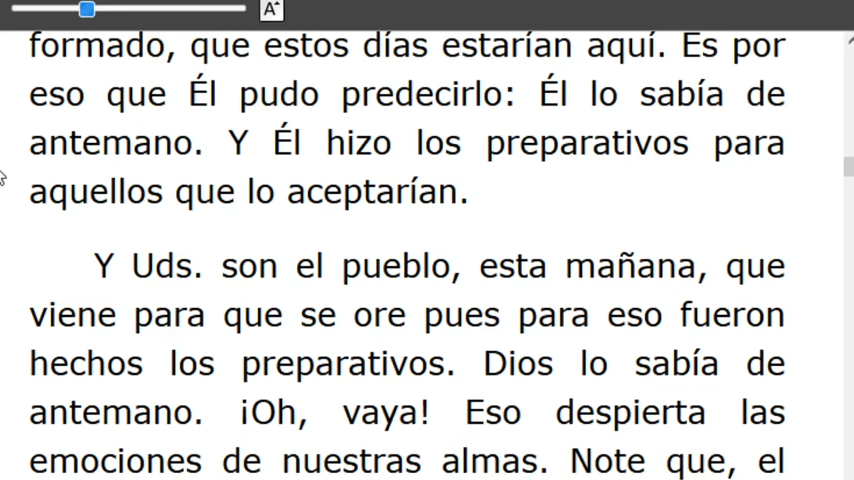 A
formado, que estos días estarían aquí. Es por
eso que Él pudo predecirlo: Él lo sabía de
antemano. Y Él hizo los preparativos para
aquellos que lo aceptarían.
Y Uds. son el pueblo, esta mañana, que
viene para que se ore pues para eso fueron
hechos los preparativos. Dios lo sabía de
antemano. ¡Oh, vaya! Eso despierta las
emociones de nuestras almas. Note que, el